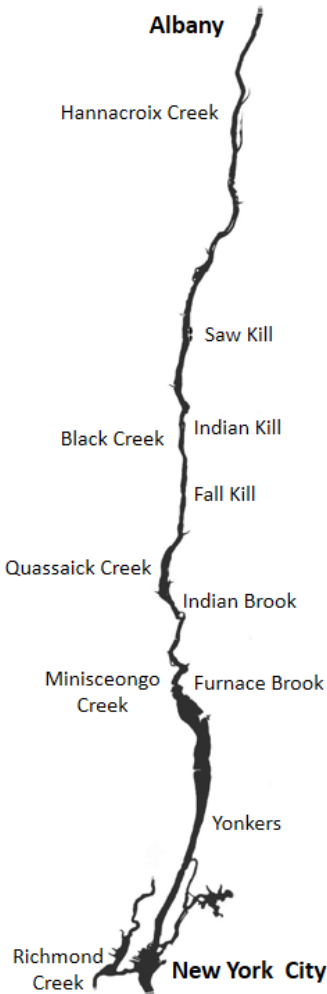 Albany
Hannacroix Creek
Saw Kill
Indian Kill
Black Creek
Fall Kill
Quassaick Creek
Indian Brook
Minisceongo
Creek
Furnace Brook
Yonkers
Richmond
Creek
New York City